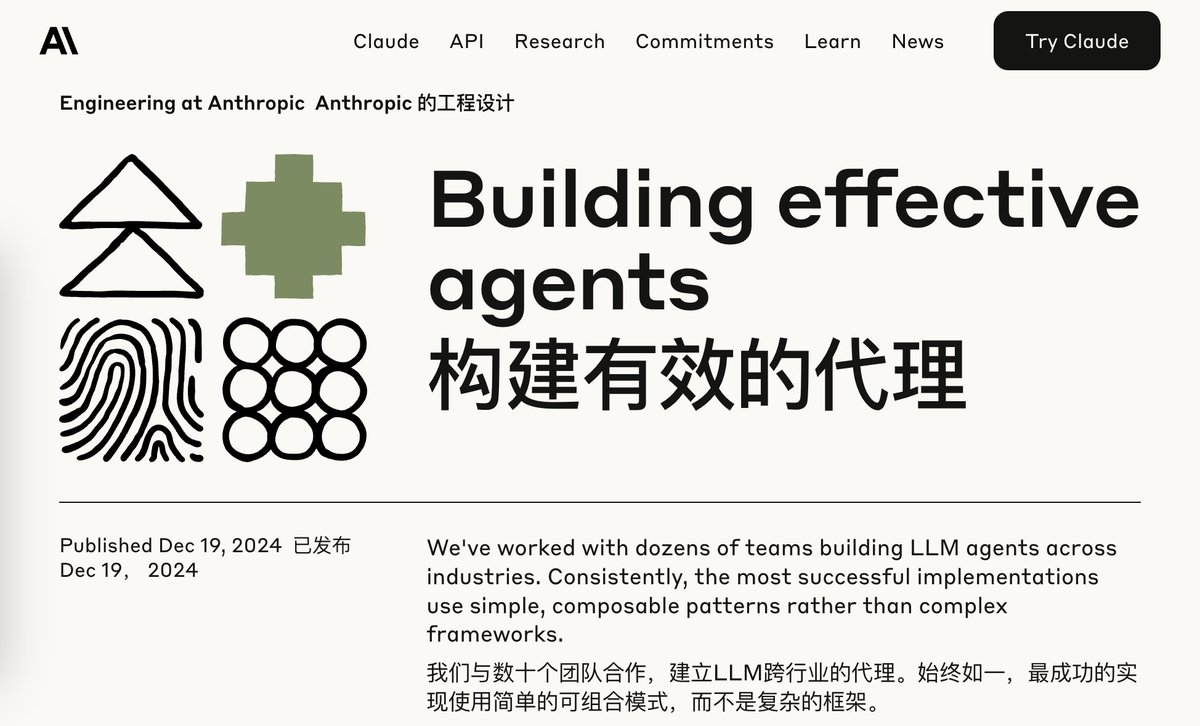 Claude API Research Commitments Learn News Try Claude
Engineering at Anthropic Anthropic 的工程设计
Building effective
agents
构建有效的代理
Published Dec 19, 2024 已发布
Dec 19， 2024
We've worked with dozens of teams building LLM agents across
industries. Consistently, the most successful implementations
use simple, composable patterns rather than complex
frameworks.
我们与数十个团队合作，建立LLM跨行业的代理。始终如一，最成功的实
现使用简单的可组合模式，而不是复杂的框架。